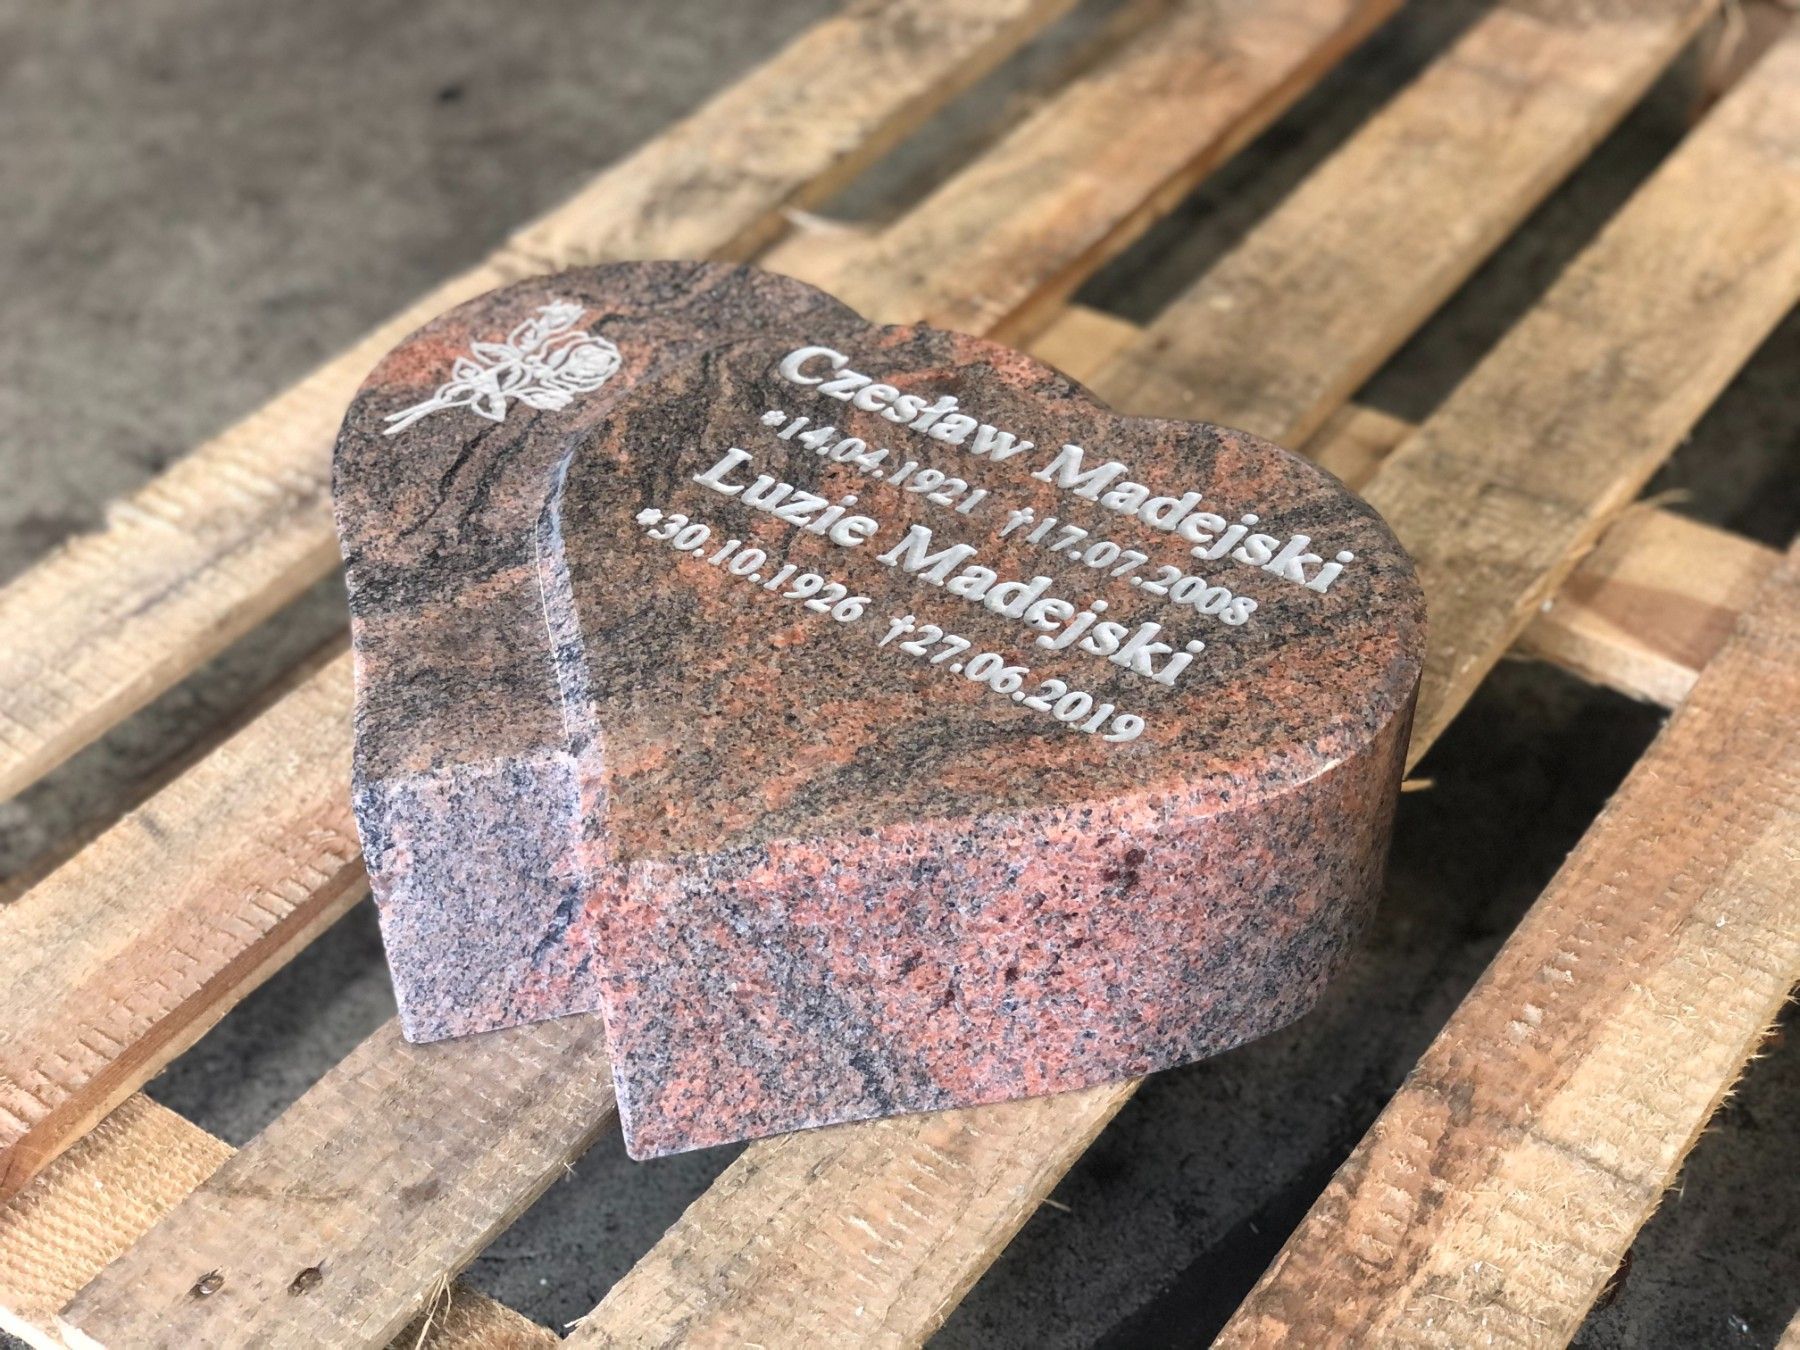 Czesław Madejski
*14.04.1921 †17.07.2008
Luzie Madejski
*30.10.1926 †27.06.2019